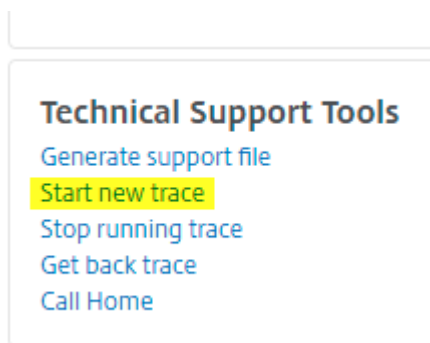 Technical Support Tools
Generate support file
Start new trace
Stop running trace
Get back trace
Call Home